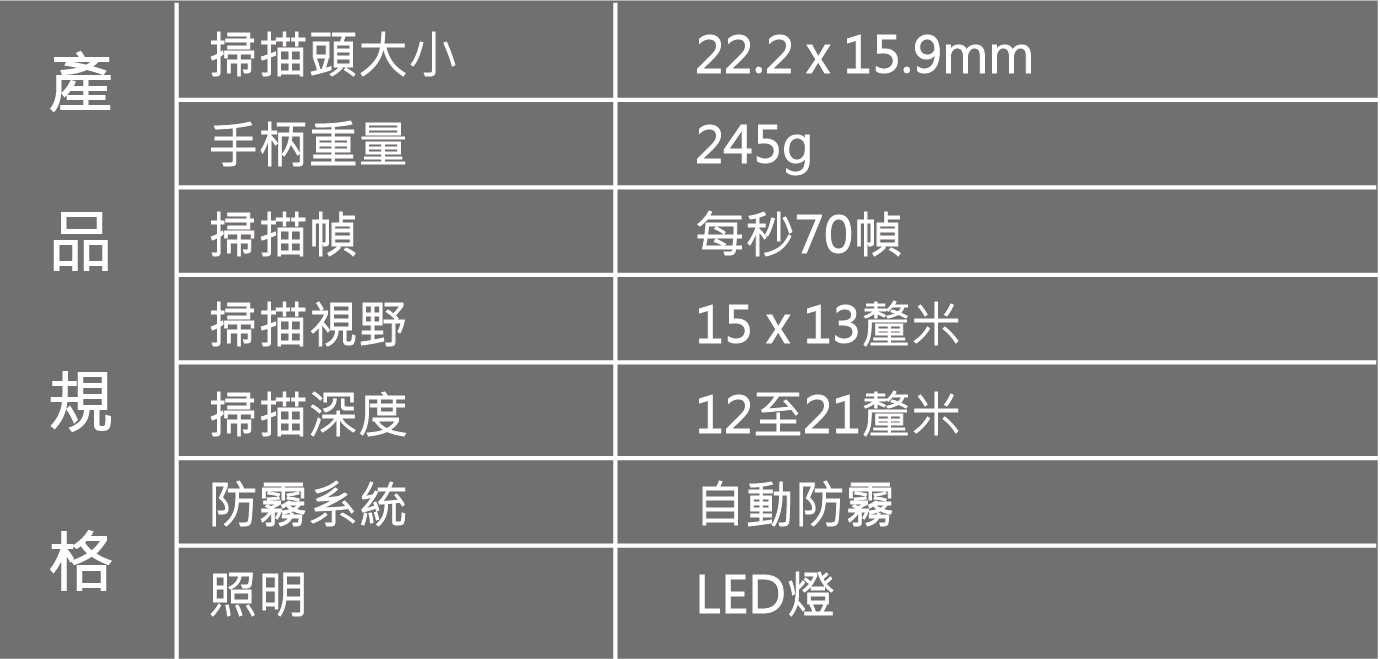 產品規格
掃描頭大小 22.2 x 15.9mm
手柄重量 245g
掃描幀 每秒70幀
掃描視野 15 x 13釐米
掃描深度 12至21釐米
防霧系統 自動防霧
照明 LED燈